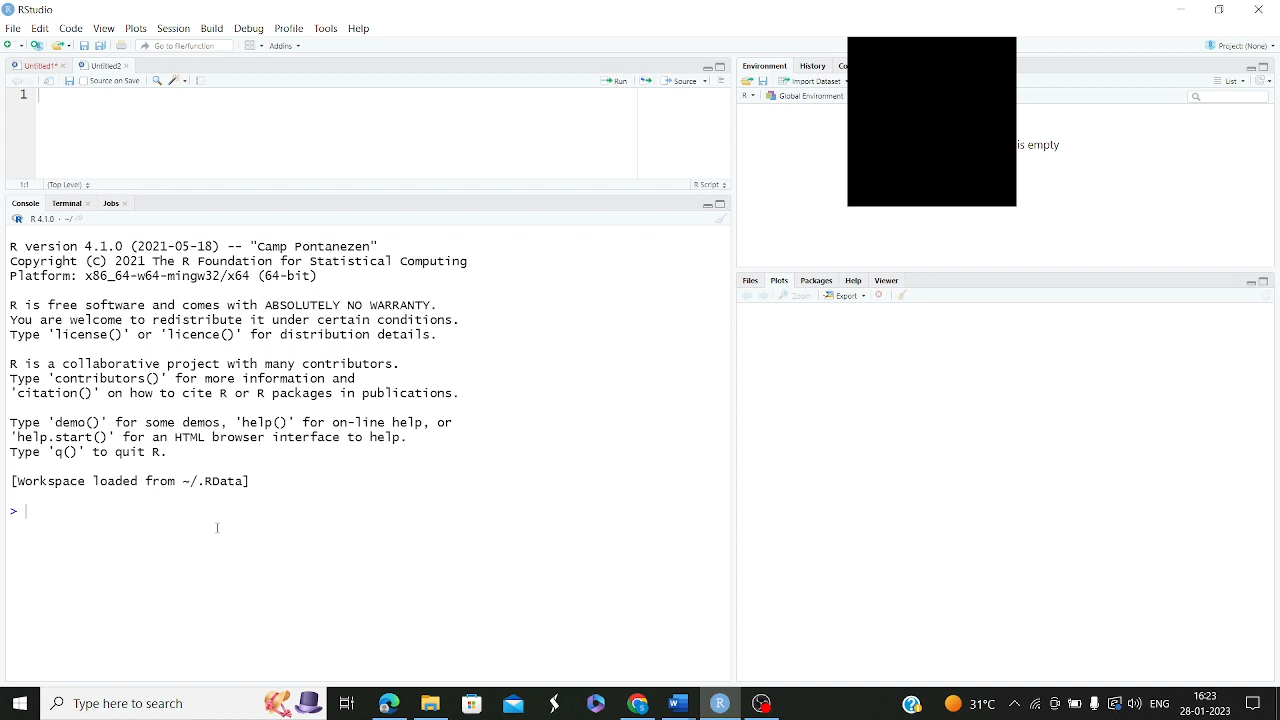 RStudio
File Edit Code View Plots Session Build Debug Profile Tools Help
Go to file/function Addins Project: (None)
Untitled1* Untitled2
Source on Save Run Source
1
1:1 (Top Level) R Script
Console Terminal Jobs
R 4.1.0 · ~/
R version 4.1.0 (2021-05-18) -- "Camp Pontanezen"
Copyright (C) 2021 The R Foundation for Statistical Computing
Platform: x86_64-w64-mingw32/x64 (64-bit)
R is free software and comes with ABSOLUTELY NO WARRANTY.
You are welcome to redistribute it under certain conditions.
Type 'license()' or 'licence()' for distribution details.
R is a collaborative project with many contributors.
Type 'contributors()' for more information and
'citation()' on how to cite R or R packages in publications.
Type 'demo()' for some demos, 'help()' for on-line help, or
'help.start()' for an HTML browser interface to help.
Type 'q()' to quit R.
[Workspace loaded from ~/.RData]
>
Environment History Co
Import Dataset List
R Global Environment
is empty
Files Plots Packages Help Viewer
Zoom Export
Type here to search
31°C ENG
16:23
28-01-2023